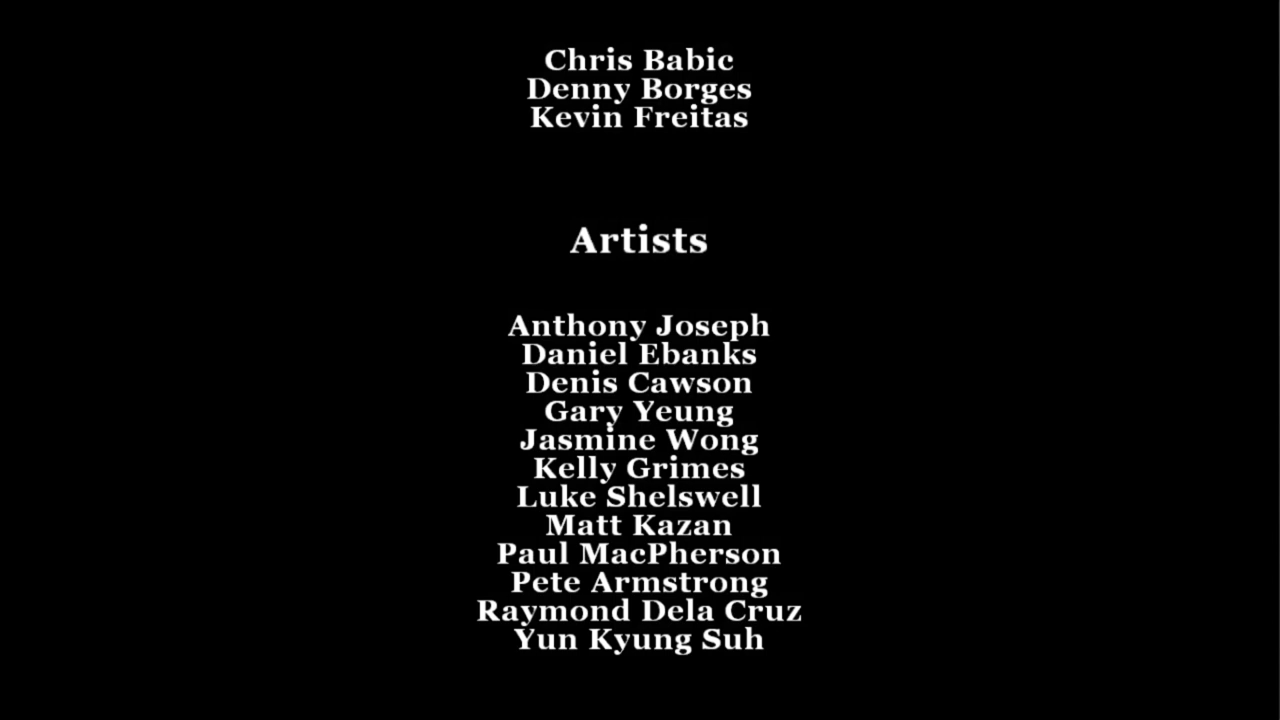 Chris Babic
Denny Borges
Kevin Freitas
Artists
Anthony Joseph
Daniel Ebanks
Denis Cawson
Gary Yeung
Jasmine Wong
Kelly Grimes
Luke Shelswell
Matt Kazan
Paul MacPherson
Pete Armstrong
Raymond Dela Cruz
Yun Kyung Suh